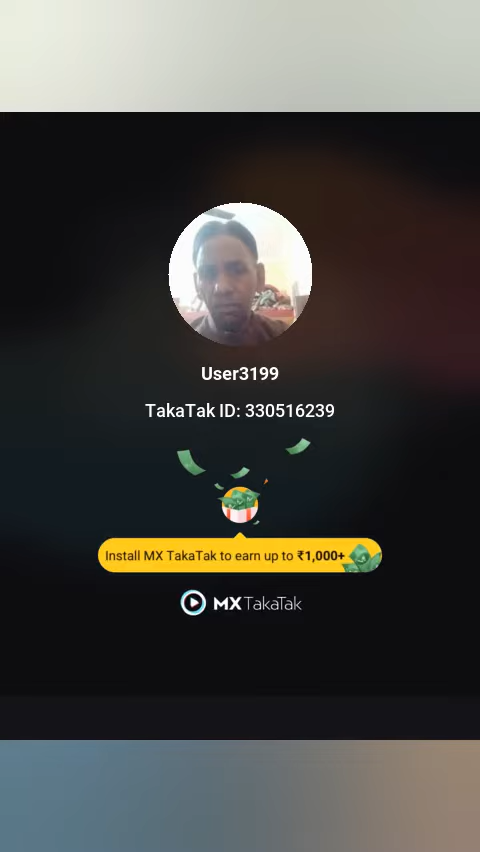 User3199
TakaTak ID: 330516239
Install MX TakaTak to earn up to ₹1,000+
MX TakaTak